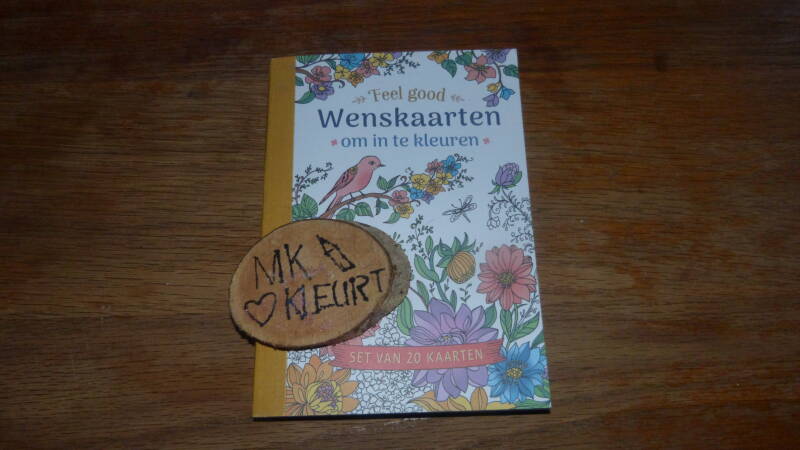 Feel good
Wenskaarten
om in te kleuren
MK
KLEURT
SET VAN 20 KAARTEN